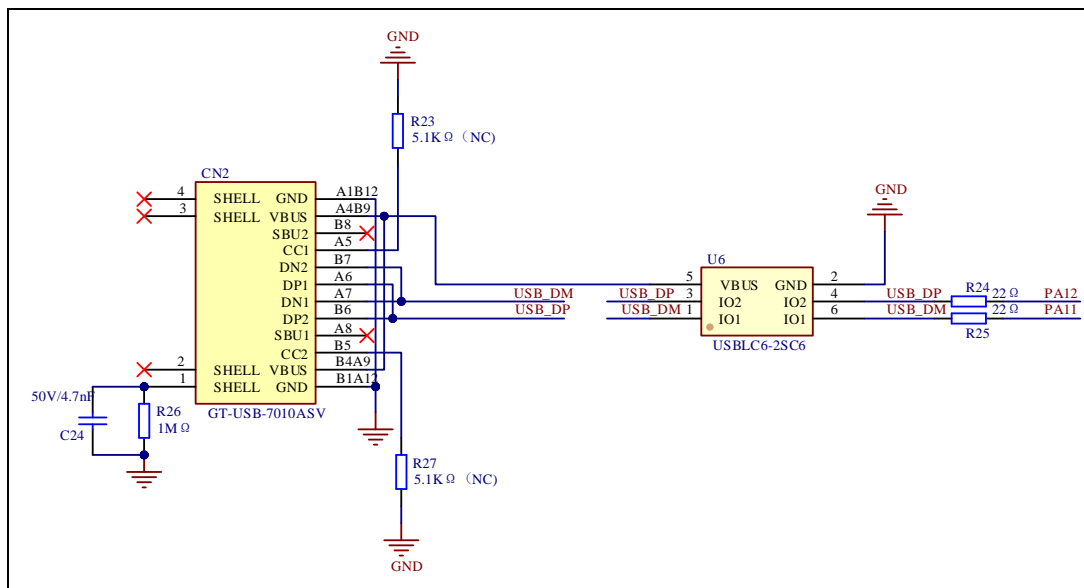 GND
R23
5.1KΩ（NC)
CN2
4 SHELL GND A1B12
3 SHELL VBUS A4B9
SBU2 B8
CC1 A5
DN2 B7
DP1 A6
DN1 A7 USB_DM
DP2 B6 USB_DP
SBU1 A8
CC2 B5
2 SHELL VBUS B4A9
1 SHELL GND B1A12
GT-USB-7010ASV
50V/4.7nF
C24
R26
1MΩ
R27
5.1KΩ（NC)
GND
GND
U6
5 VBUS GND 2
USB_DP 3 IO2 IO2 4 USB_DP R24 22Ω PA12
USB_DM 1 IO1 IO1 6 USB_DM R25 22Ω PA11
USBLC6-2SC6